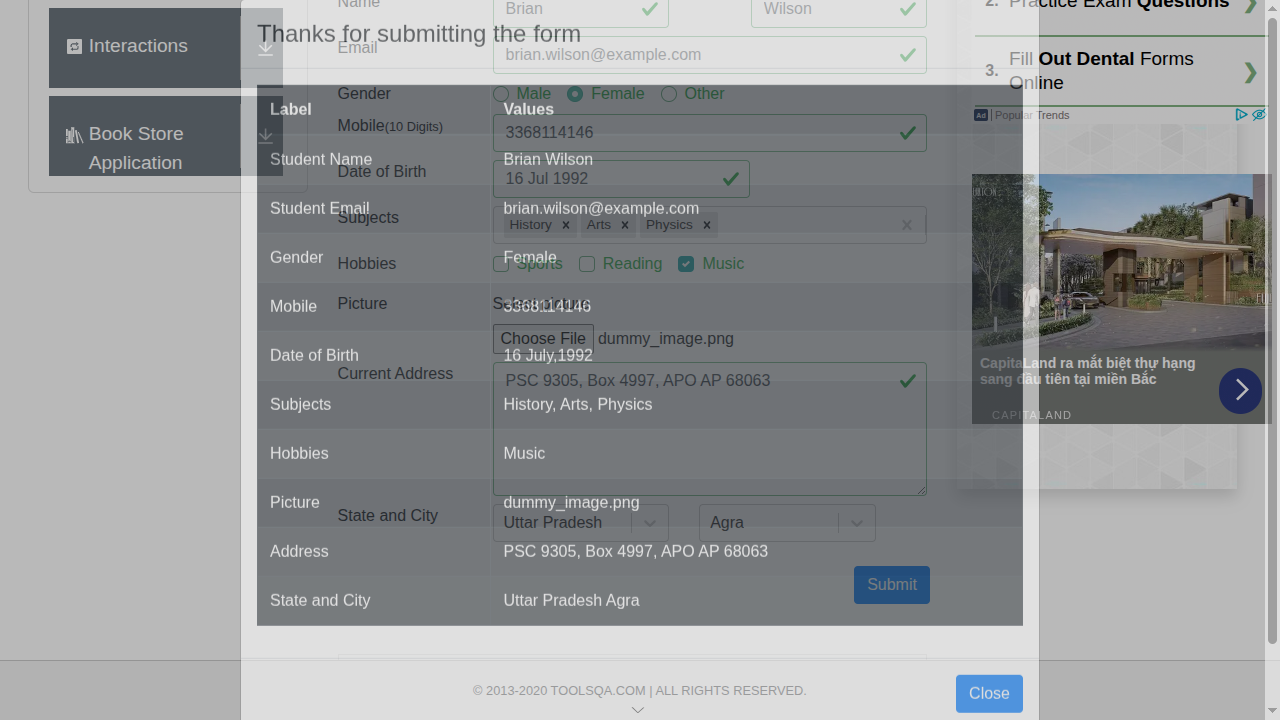 Interactions
Book Store
Application
Thanks for submitting the form
Label Values
Student Name Brian Wilson
Student Email brian.wilson@example.com
Gender Female
Mobile 3368114146
Date of Birth 16 July,1992
Subjects History, Arts, Physics
Hobbies Music
Picture dummy_image.png
Address PSC 9305, Box 4997, APO AP 68063
State and City Uttar Pradesh Agra
Close
Name Brian Wilson
Email brian.wilson@example.com
Gender Male Female Other
Mobile(10 Digits) 3368114146
Date of Birth 16 Jul 1992
Subjects History × Arts × Physics × ×
Hobbies Sports Reading Music
Picture
Choose File dummy_image.png
Current Address PSC 9305, Box 4997, APO AP 68063
State and City Uttar Pradesh Agra
Submit
© 2013-2020 TOOLSQA.COM | ALL RIGHTS RESERVED.
2. Practice Exam Questions
3. Fill Out Dental Forms
Online
Ad Popular Trends
CapitaLand ra mắt biệt thự hạng
sang đầu tiên tại miền Bắc
CAPITALAND